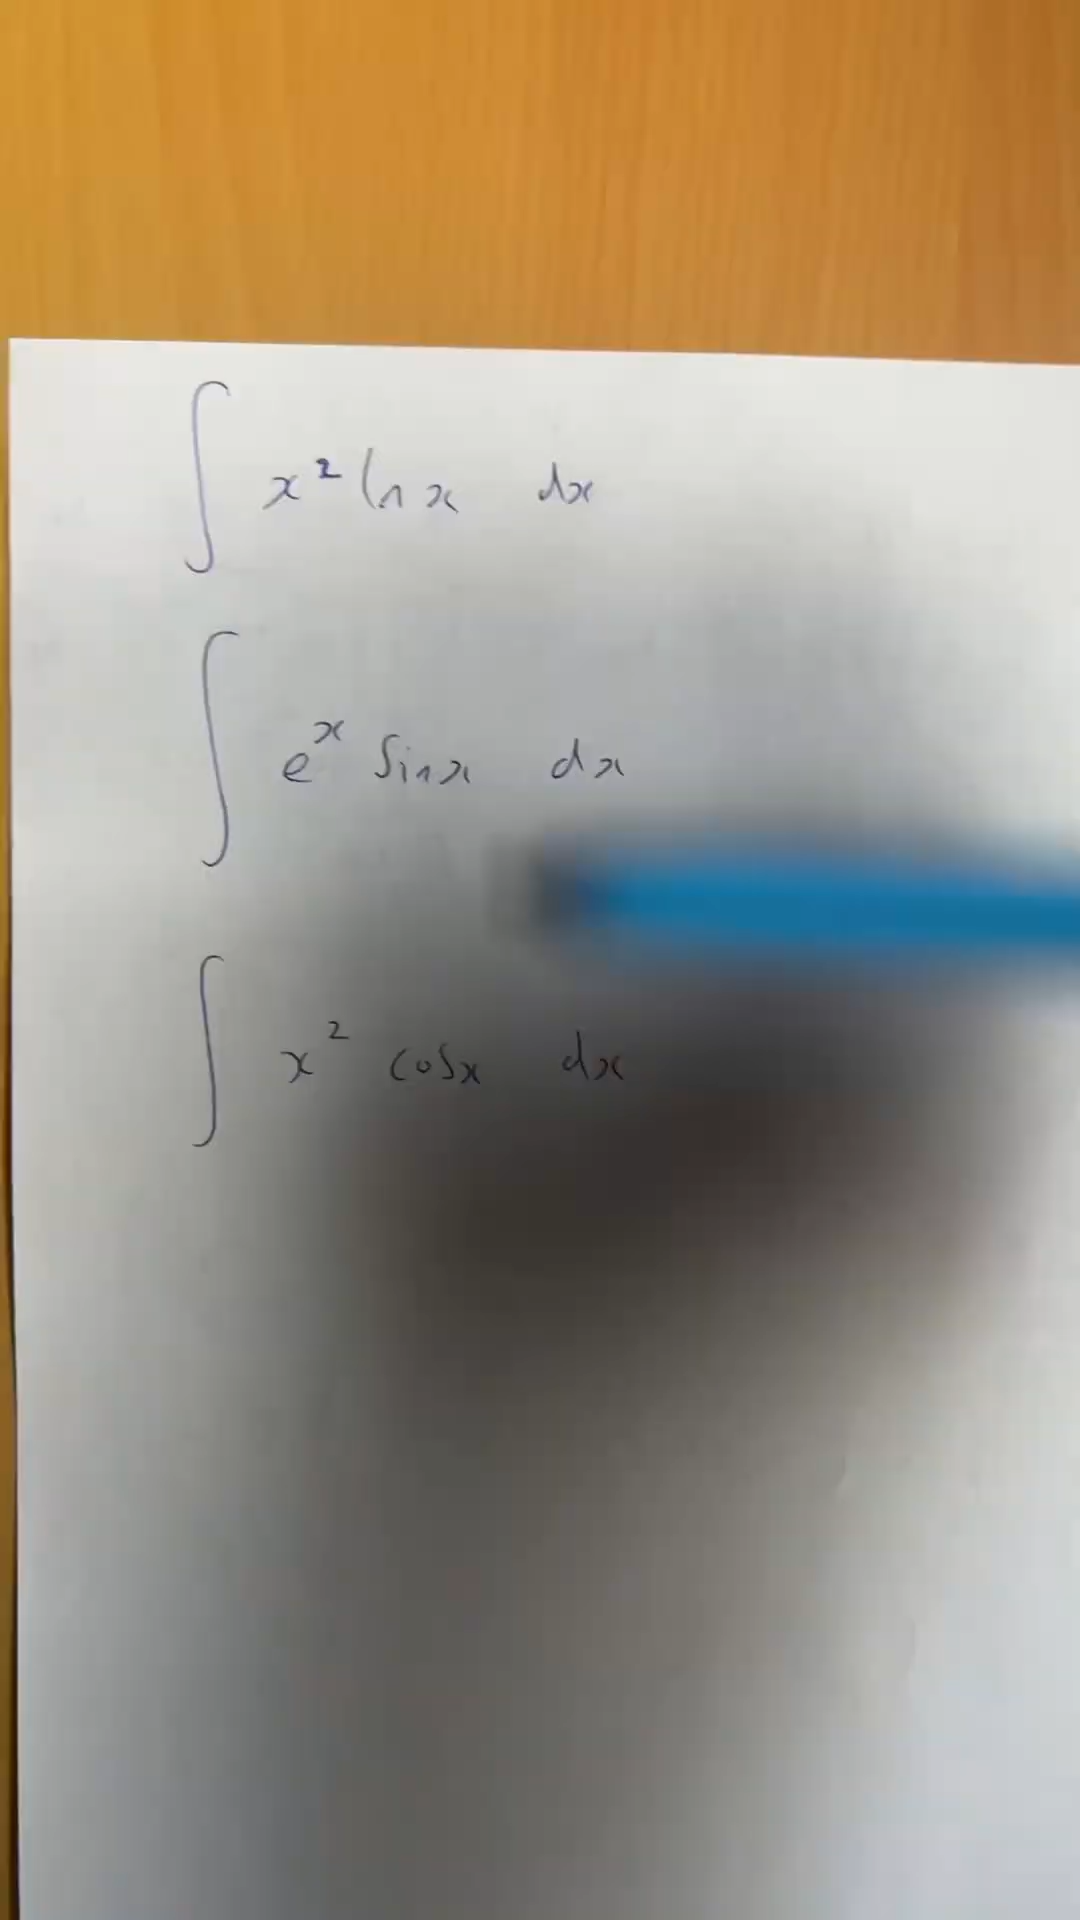 ∫ x² ln x dx
∫ eˣ sin x dx
∫ x² cos x dx